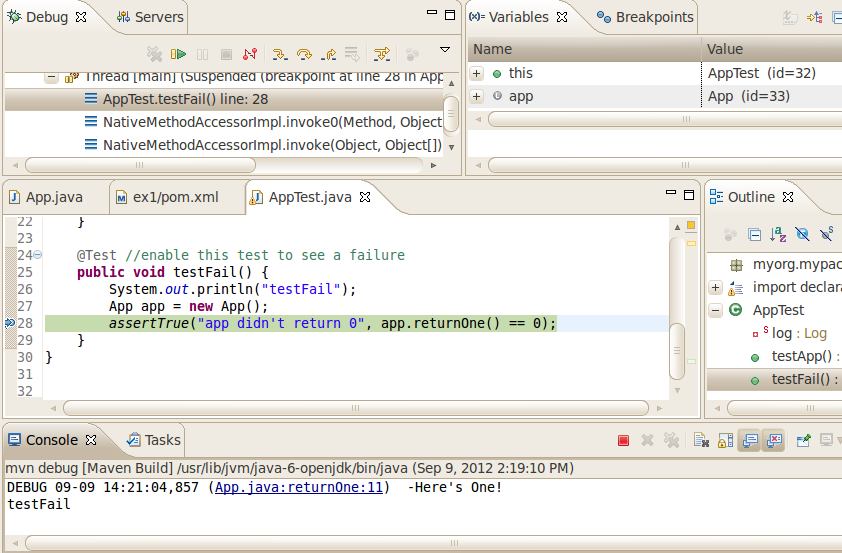 Debug Servers
Thread [main] (Suspended (breakpoint at line 28 in App
AppTest.testFail() line: 28
NativeMethodAccessorImpl.invoke0(Method, Object
NativeMethodAccessorImpl.invoke(Object, Object[])
(x)= Variables Breakpoints
Name Value
this AppTest (id=32)
app App (id=33)
App.java ex1/pom.xml AppTest.java
22 }
23
24 @Test //enable this test to see a failure
25 public void testFail() {
26 System.out.println("testFail");
27 App app = new App();
28 assertTrue("app didn't return 0", app.returnOne() == 0);
29 }
30 }
31
32
Outline
myorg.mypac
import declara
AppTest
log : Log
testApp() :
testFail() :
Console Tasks
mvn debug [Maven Build] /usr/lib/jvm/java-6-openjdk/bin/java (Sep 9, 2012 2:19:10 PM)
DEBUG 09-09 14:21:04,857 (App.java:returnOne:11) -Here's One!
testFail